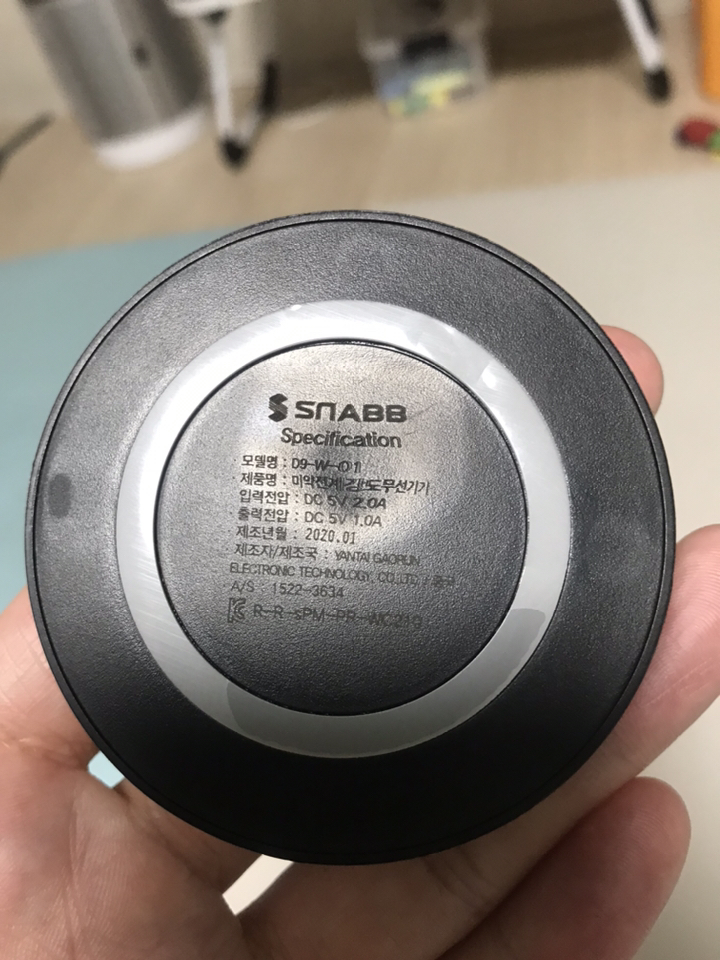 SNABB
Specification
모델명 : D9-W-01
제품명 : 미약전계강도무선기기
입력전압 : DC 5V 2.0A
출력전압 : DC 5V 1.0A
제조년월 : 2020.01
제조자/제조국 : YANTAI
ELECTRONIC TECHNOLOGY. CO.,LTD. / 중국
A/S 1522-3634
R-R-sPM-PR-WC210